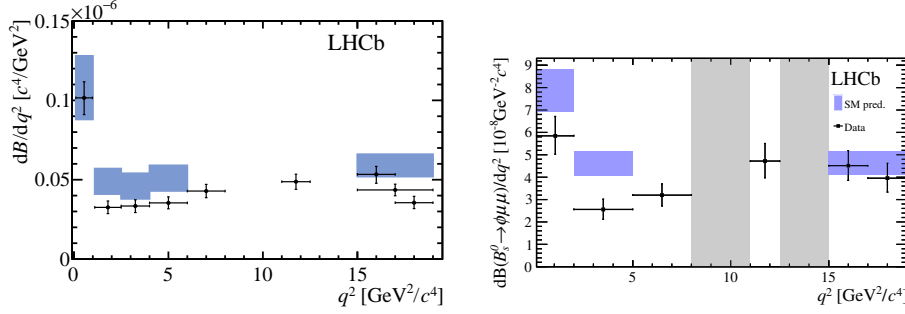 ×10⁻⁶
0.15
0.1
0.05
0
dB/dq² [c⁴/GeV²]
LHCb
0 5 10 15
q² [GeV²/c⁴]
9
8
7
6
5
4
3
2
1
0
dB(B⁰ₛ→ϕμμ)/dq² [10⁻⁸GeV⁻²c⁴]
LHCb
SM pred.
Data
5 10 15
q² [GeV²/c⁴]